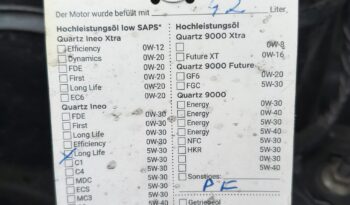 Der Motor wurde befüllt mit 12 Liter,
Hochleistungsöl low SAPS*
Quartz Ineo Xtra
Efficiency 0W-12
Dynamics 0W-20
FDE 0W-20
First 0W-20
Long Life 0W-20
EC6 0W-20
Quartz Ineo
FDE 0W-30
First 0W-30
Long Life 0W-30
Efficiency 0W-30
Long Life 5W-30
C1 5W-30
C4 5W-30
MDC 5W-30
ECS 5W-30
MC3 5W-30
Hochleistungsöl
Quartz 9000 Xtra
0W-8
Future XT 0W-16
Quartz 9000 Future
GF6 0W-20
FGC 5W-30
Quartz 9000
Energy 0W-30
Energy 0W-40
Energy 5W-40
NFC 5W-30
HKR 5W-30
5W-40
Sonstiges:
PF